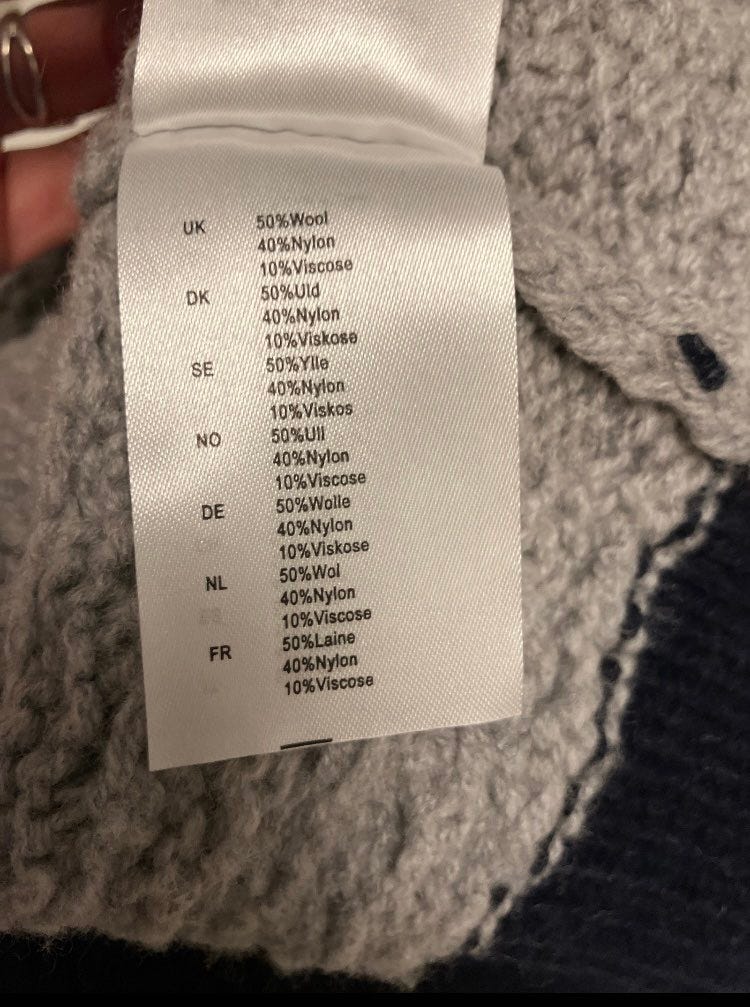 UK 50%Wool
40%Nylon
10%Viscose
DK 50%Uld
40%Nylon
10%Viskose
SE 50%Ylle
40%Nylon
10%Viskos
NO 50%Ull
40%Nylon
10%Viscose
DE 50%Wolle
40%Nylon
10%Viskose
NL 50%Wol
40%Nylon
10%Viscose
FR 50%Laine
40%Nylon
10%Viscose